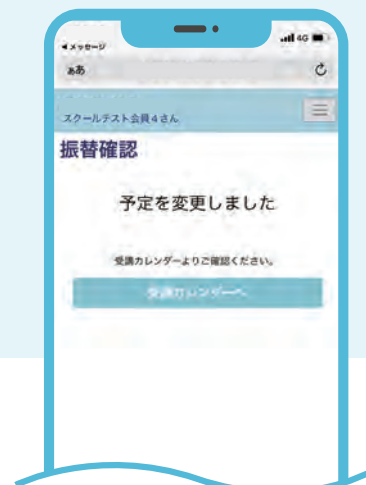 ◀メッセージ
4G
ああ
スクールテスト会員4さん
振替確認
予定を変更しました
受講カレンダーよりご確認ください。
受講カレンダーへ